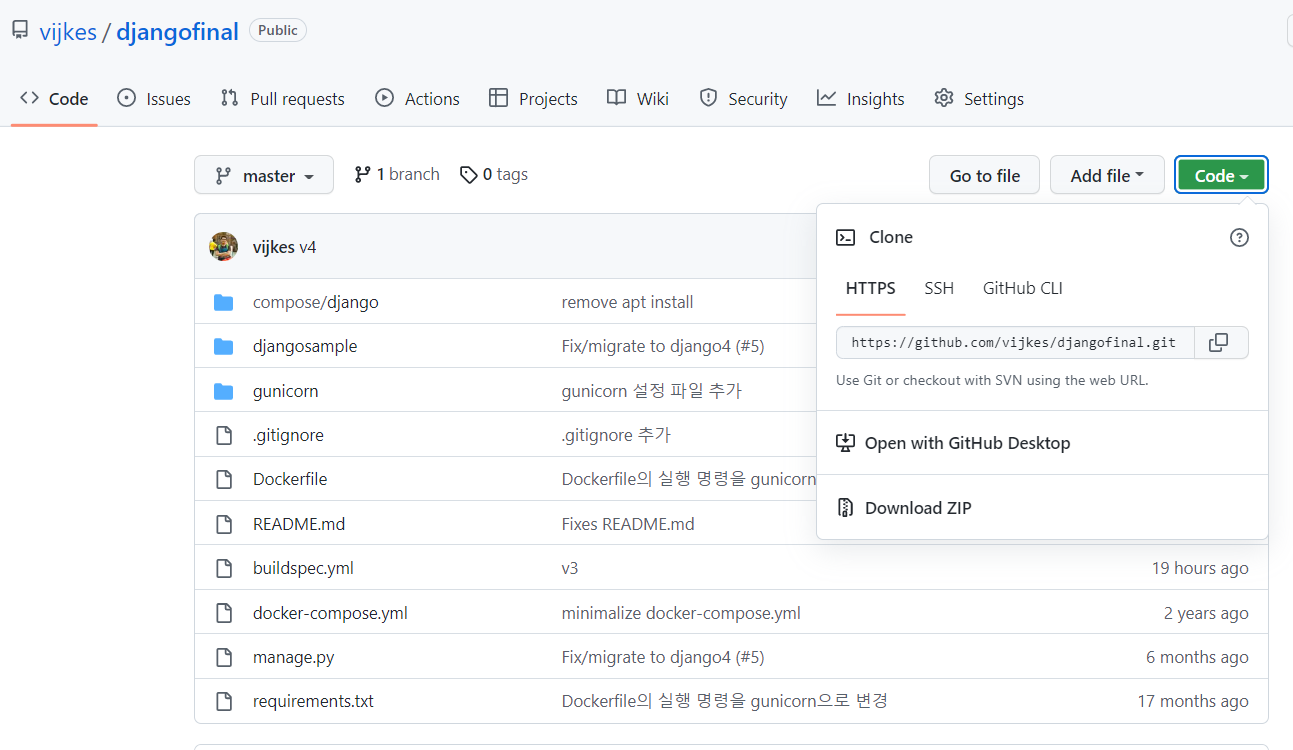 vijkes / djangofinal Public
Code Issues Pull requests Actions Projects Wiki Security Insights Settings
master 1 branch 0 tags Go to file Add file Code
vijkes v4
Clone
HTTPS SSH GitHub CLI
https://github.com/vijkes/djangofinal.git
Use Git or checkout with SVN using the web URL.
Open with GitHub Desktop
Download ZIP
compose/django remove apt install
djangosample Fix/migrate to django4 (#5)
gunicorn gunicorn 설정 파일 추가
.gitignore .gitignore 추가
Dockerfile Dockerfile의 실행 명령을 gunicorn
README.md Fixes README.md
buildspec.yml v3 19 hours ago
docker-compose.yml minimalize docker-compose.yml 2 years ago
manage.py Fix/migrate to django4 (#5) 6 months ago
requirements.txt Dockerfile의 실행 명령을 gunicorn으로 변경 17 months ago